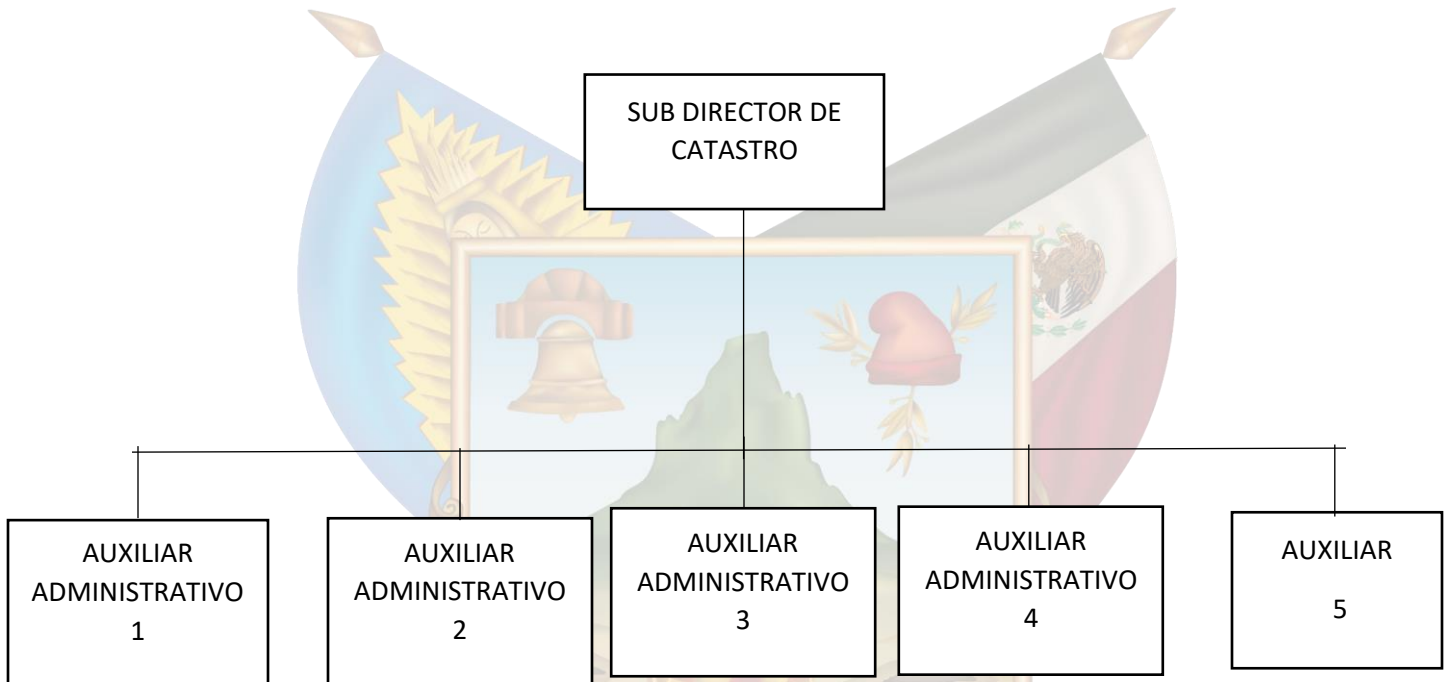 SUB DIRECTOR DE
CATASTRO
AUXILIAR
ADMINISTRATIVO
1
AUXILIAR
ADMINISTRATIVO
2
AUXILIAR
ADMINISTRATIVO
3
AUXILIAR
ADMINISTRATIVO
4
AUXILIAR
5